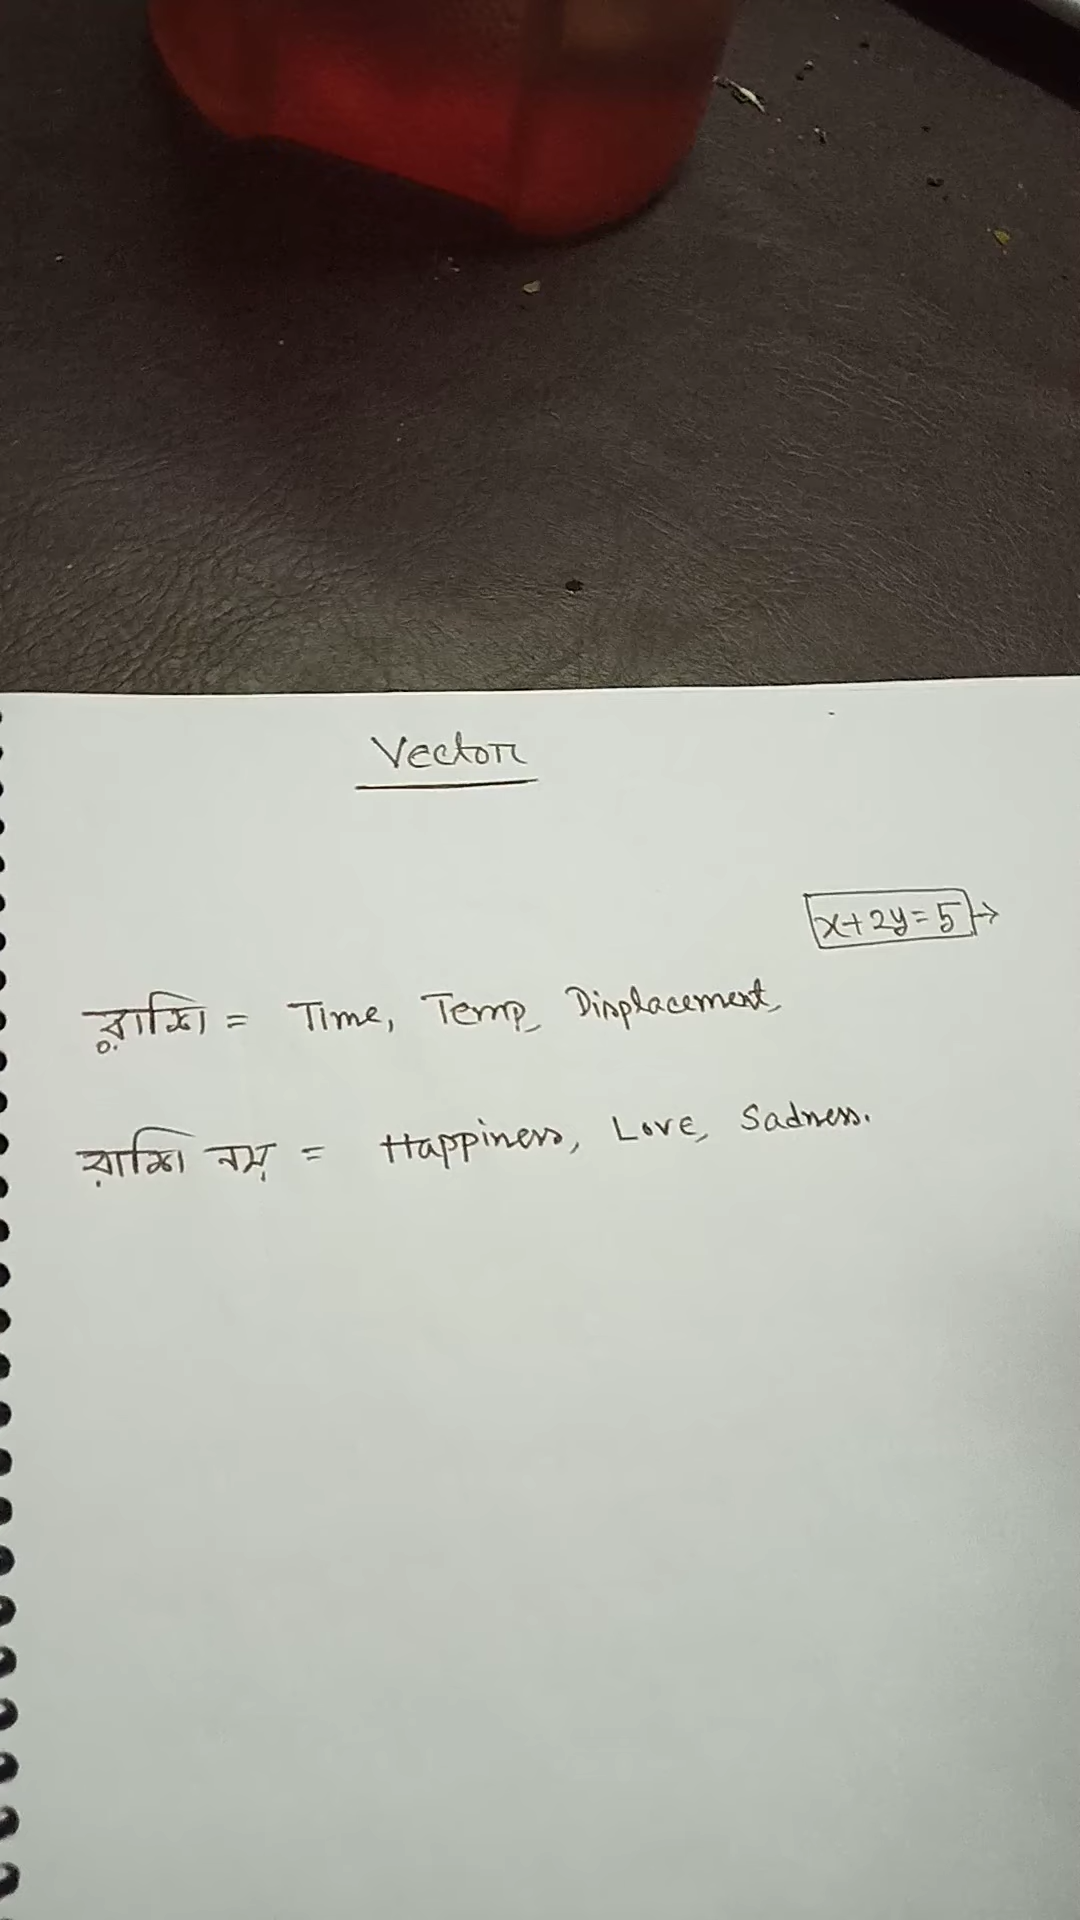 Vector
x+2y=5→
রাশি = Time, Temp, Displacement,
রাশি নয় = Happiness, Love, Sadness.